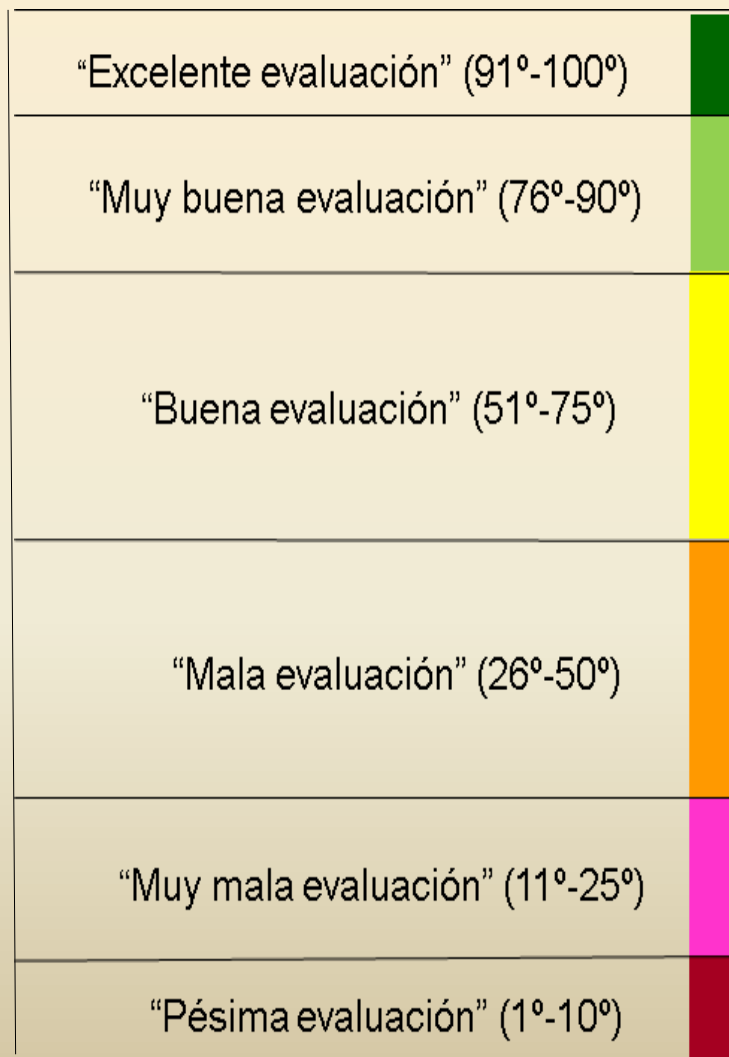 “Excelente evaluación” (91º-100º)
“Muy buena evaluación” (76º-90º)
“Buena evaluación” (51º-75º)
“Mala evaluación” (26º-50º)
“Muy mala evaluación” (11º-25º)
“Pésima evaluación” (1º-10º)